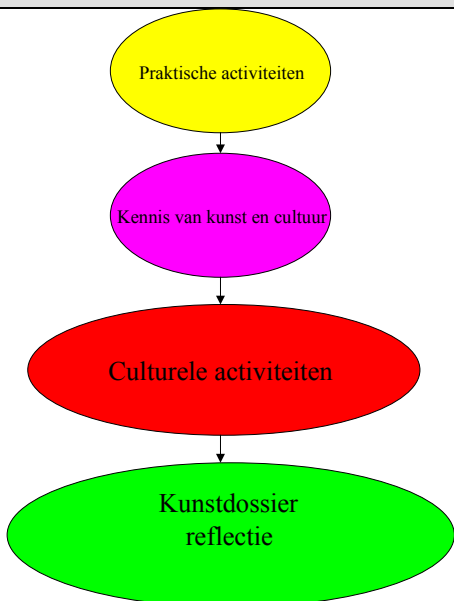 Praktische activiteiten
Kennis van kunst en cultuur
Culturele activiteiten
Kunstdossier
reflectie